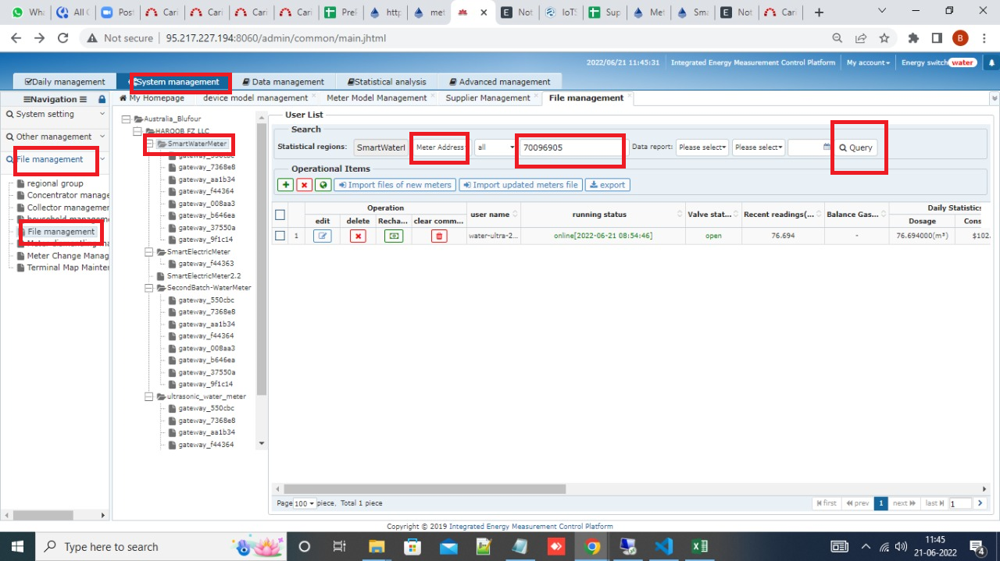 Wha
All C
Post
Cari
Cari
Cari
Cari
PreP
http
met
Not
IoTS
Sup
Met
Sma
Not
Cari
Not secure
95.217.227.194:8060/admin/common/main.jhtml
B
2022/06/21 11:45:31 Integrated Energy Measurement Control Platform My account Energy switch water
Daily management System management Data management Statistical analysis Advanced management
Navigation My Homepage device model management Meter Model Management Supplier Management File management
System setting
Other management
File management
regional group
Concentrator manage
Collector managemer
household manageme
File management
Meter dismantling ma
Meter Change Manag
Terminal Map Mainter
Australia_Blufour
HAROOB FZ LLC
SmartWaterMeter
gateway_550cbc
gateway_7368e8
gateway_aa1b34
gateway_f44364
gateway_008aa3
gateway_b646ea
gateway_37550a
gateway_9f1c14
SmartElectricMeter
gateway_f44363
SmartElectricMeter2.2
SecondBatch-WaterMeter
gateway_550cbc
gateway_7368e8
gateway_aa1b34
gateway_f44364
gateway_008aa3
gateway_b646ea
gateway_37550a
gateway_9f1c14
ultrasonic_water_meter
gateway_550cbc
gateway_7368e8
gateway_aa1b34
gateway_f44364
User List
Search
Statistical regions: SmartWaterI Meter Address all 70096905 Data report: Please select Please select Query
Operational Items
Import files of new meters Import updated meters file export
Operation user name running status Valve stat... Recent readings(... Balance Gas... Daily Statistics
edit delete Recha... clear comm... Dosage Cons
1 water-ultra-2... online[2022-06-21 08:54:46] open 76.694 - 76.694000(m³) $102.
Page 100 piece, Total 1 piece first prev 1 next last 1
Copyright © 2019 Integrated Energy Measurement Control Platform
Type here to search
11:45
21-06-2022
4